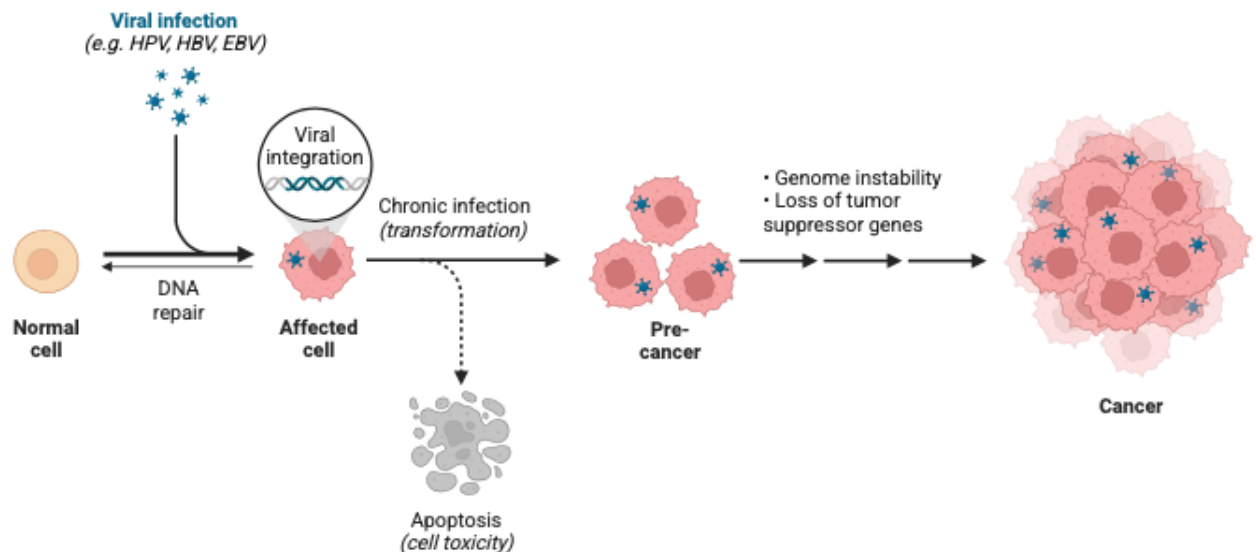 Viral infection
(e.g. HPV, HBV, EBV)
Viral
integration
Chronic infection
(transformation)
• Genome instability
• Loss of tumor
suppressor genes
DNA
repair
Normal
cell
Affected
cell
Pre-
cancer
Cancer
Apoptosis
(cell toxicity)